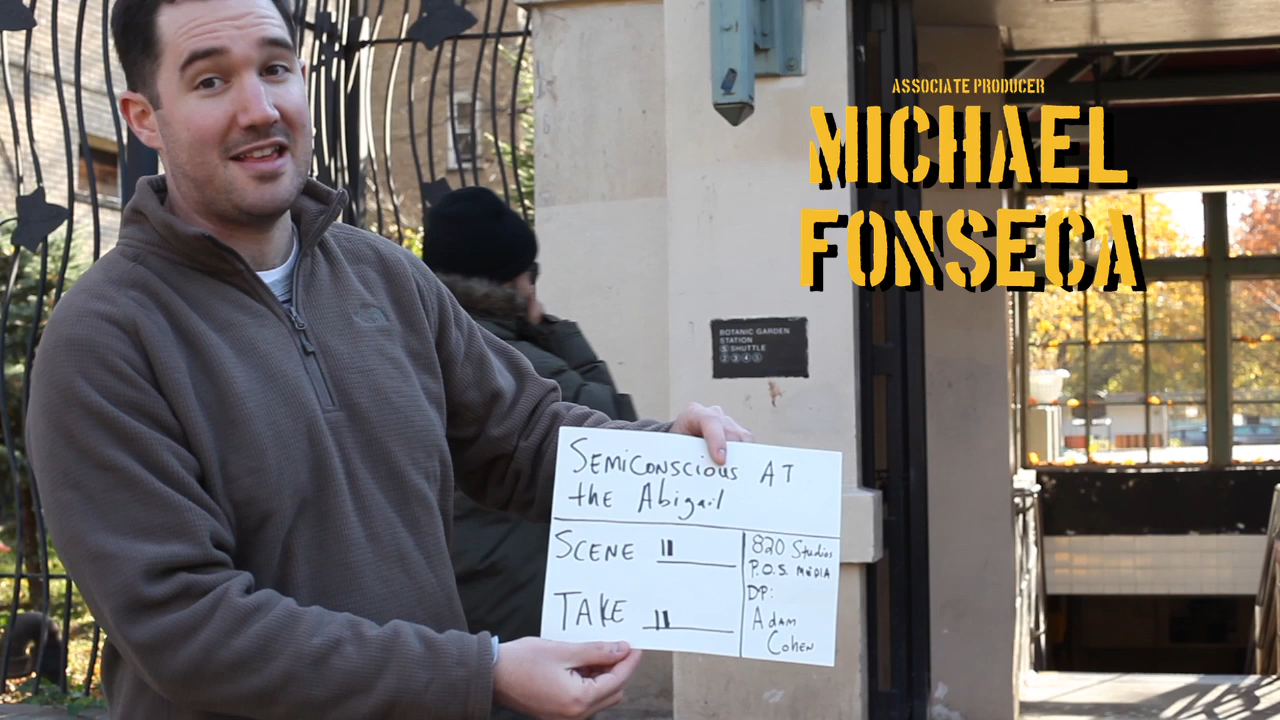 ASSOCIATE PRODUCER
MICHAEL
FONSECA
BOTANIC GARDEN
STATION
S SHUTTLE
2 3 4 5
SEMICONSCIOUS AT
the Abigail
SCENE 11
TAKE 11
820 Studios
P.O.S. MEDIA
DP:
Adam
Cohen